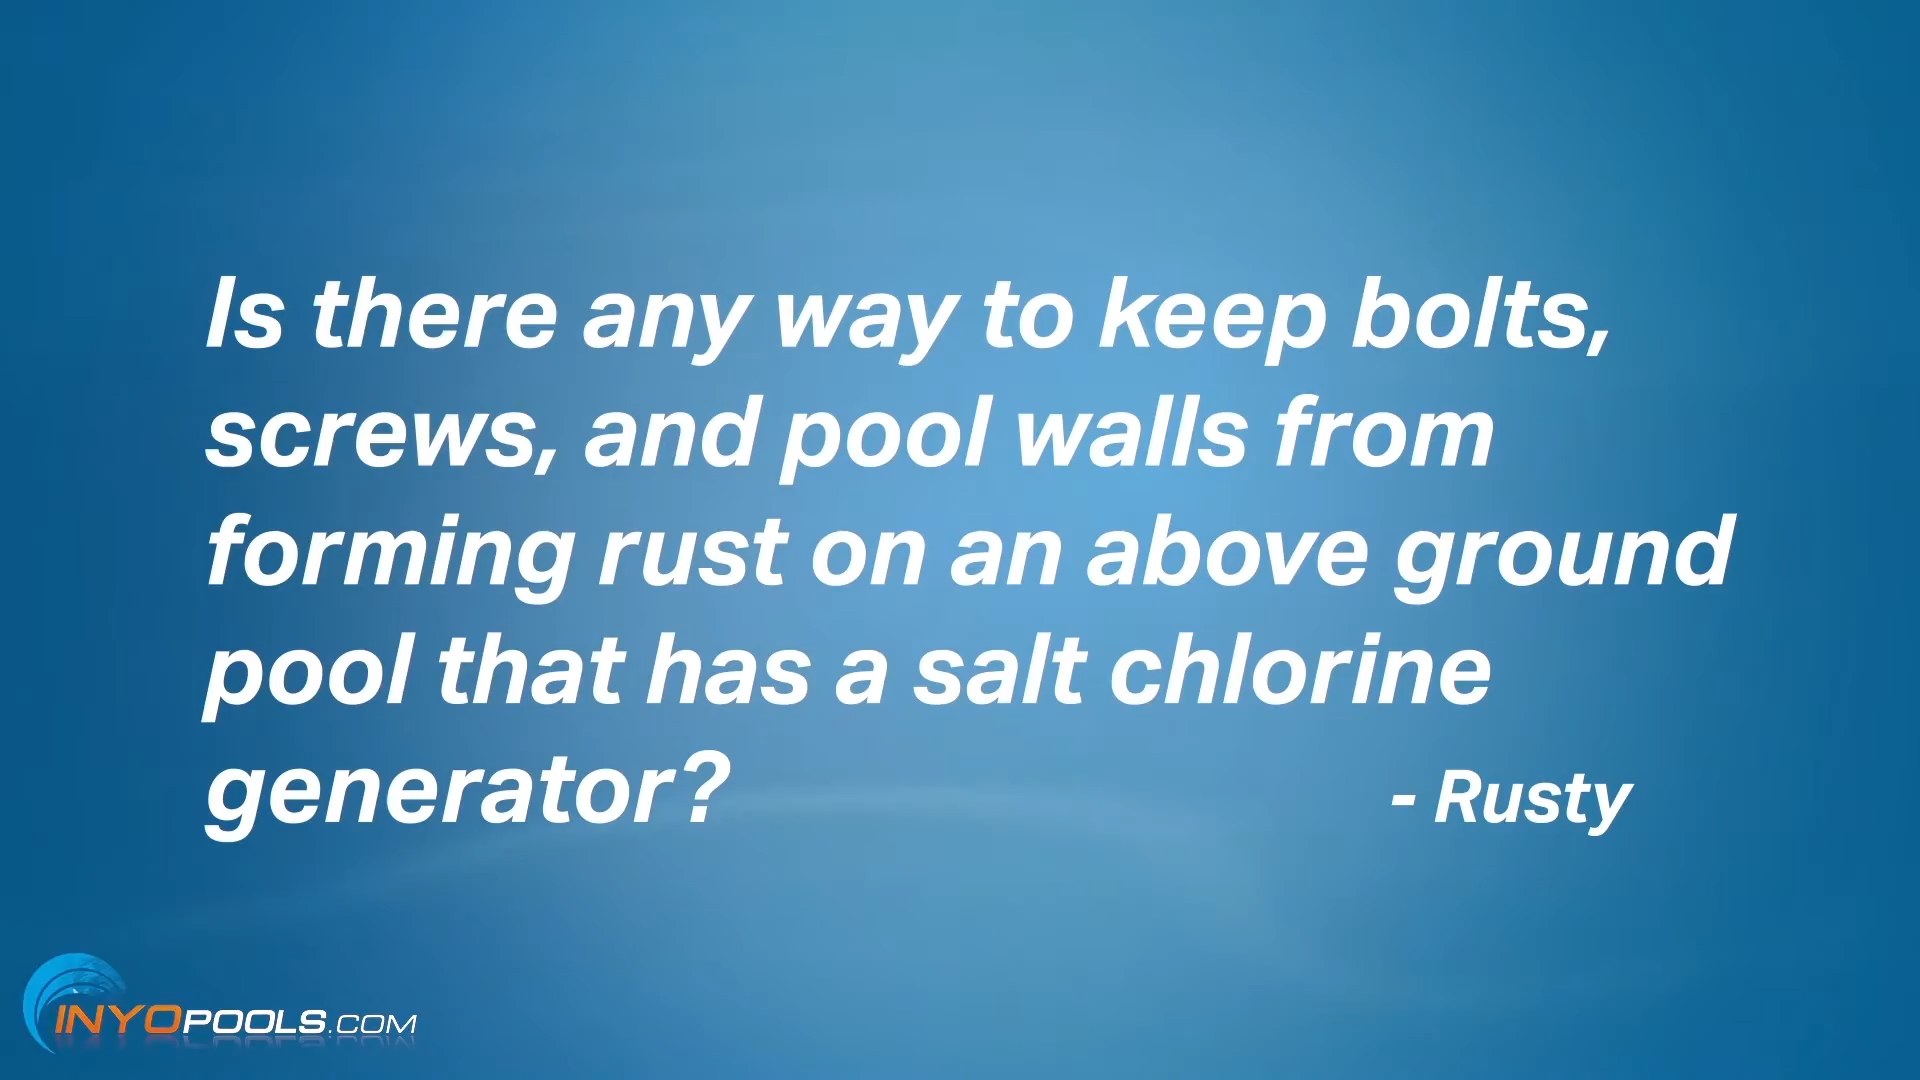 Is there any way to keep bolts,
screws, and pool walls from
forming rust on an above ground
pool that has a salt chlorine
generator?
- Rusty
INYOPOOLS.COM